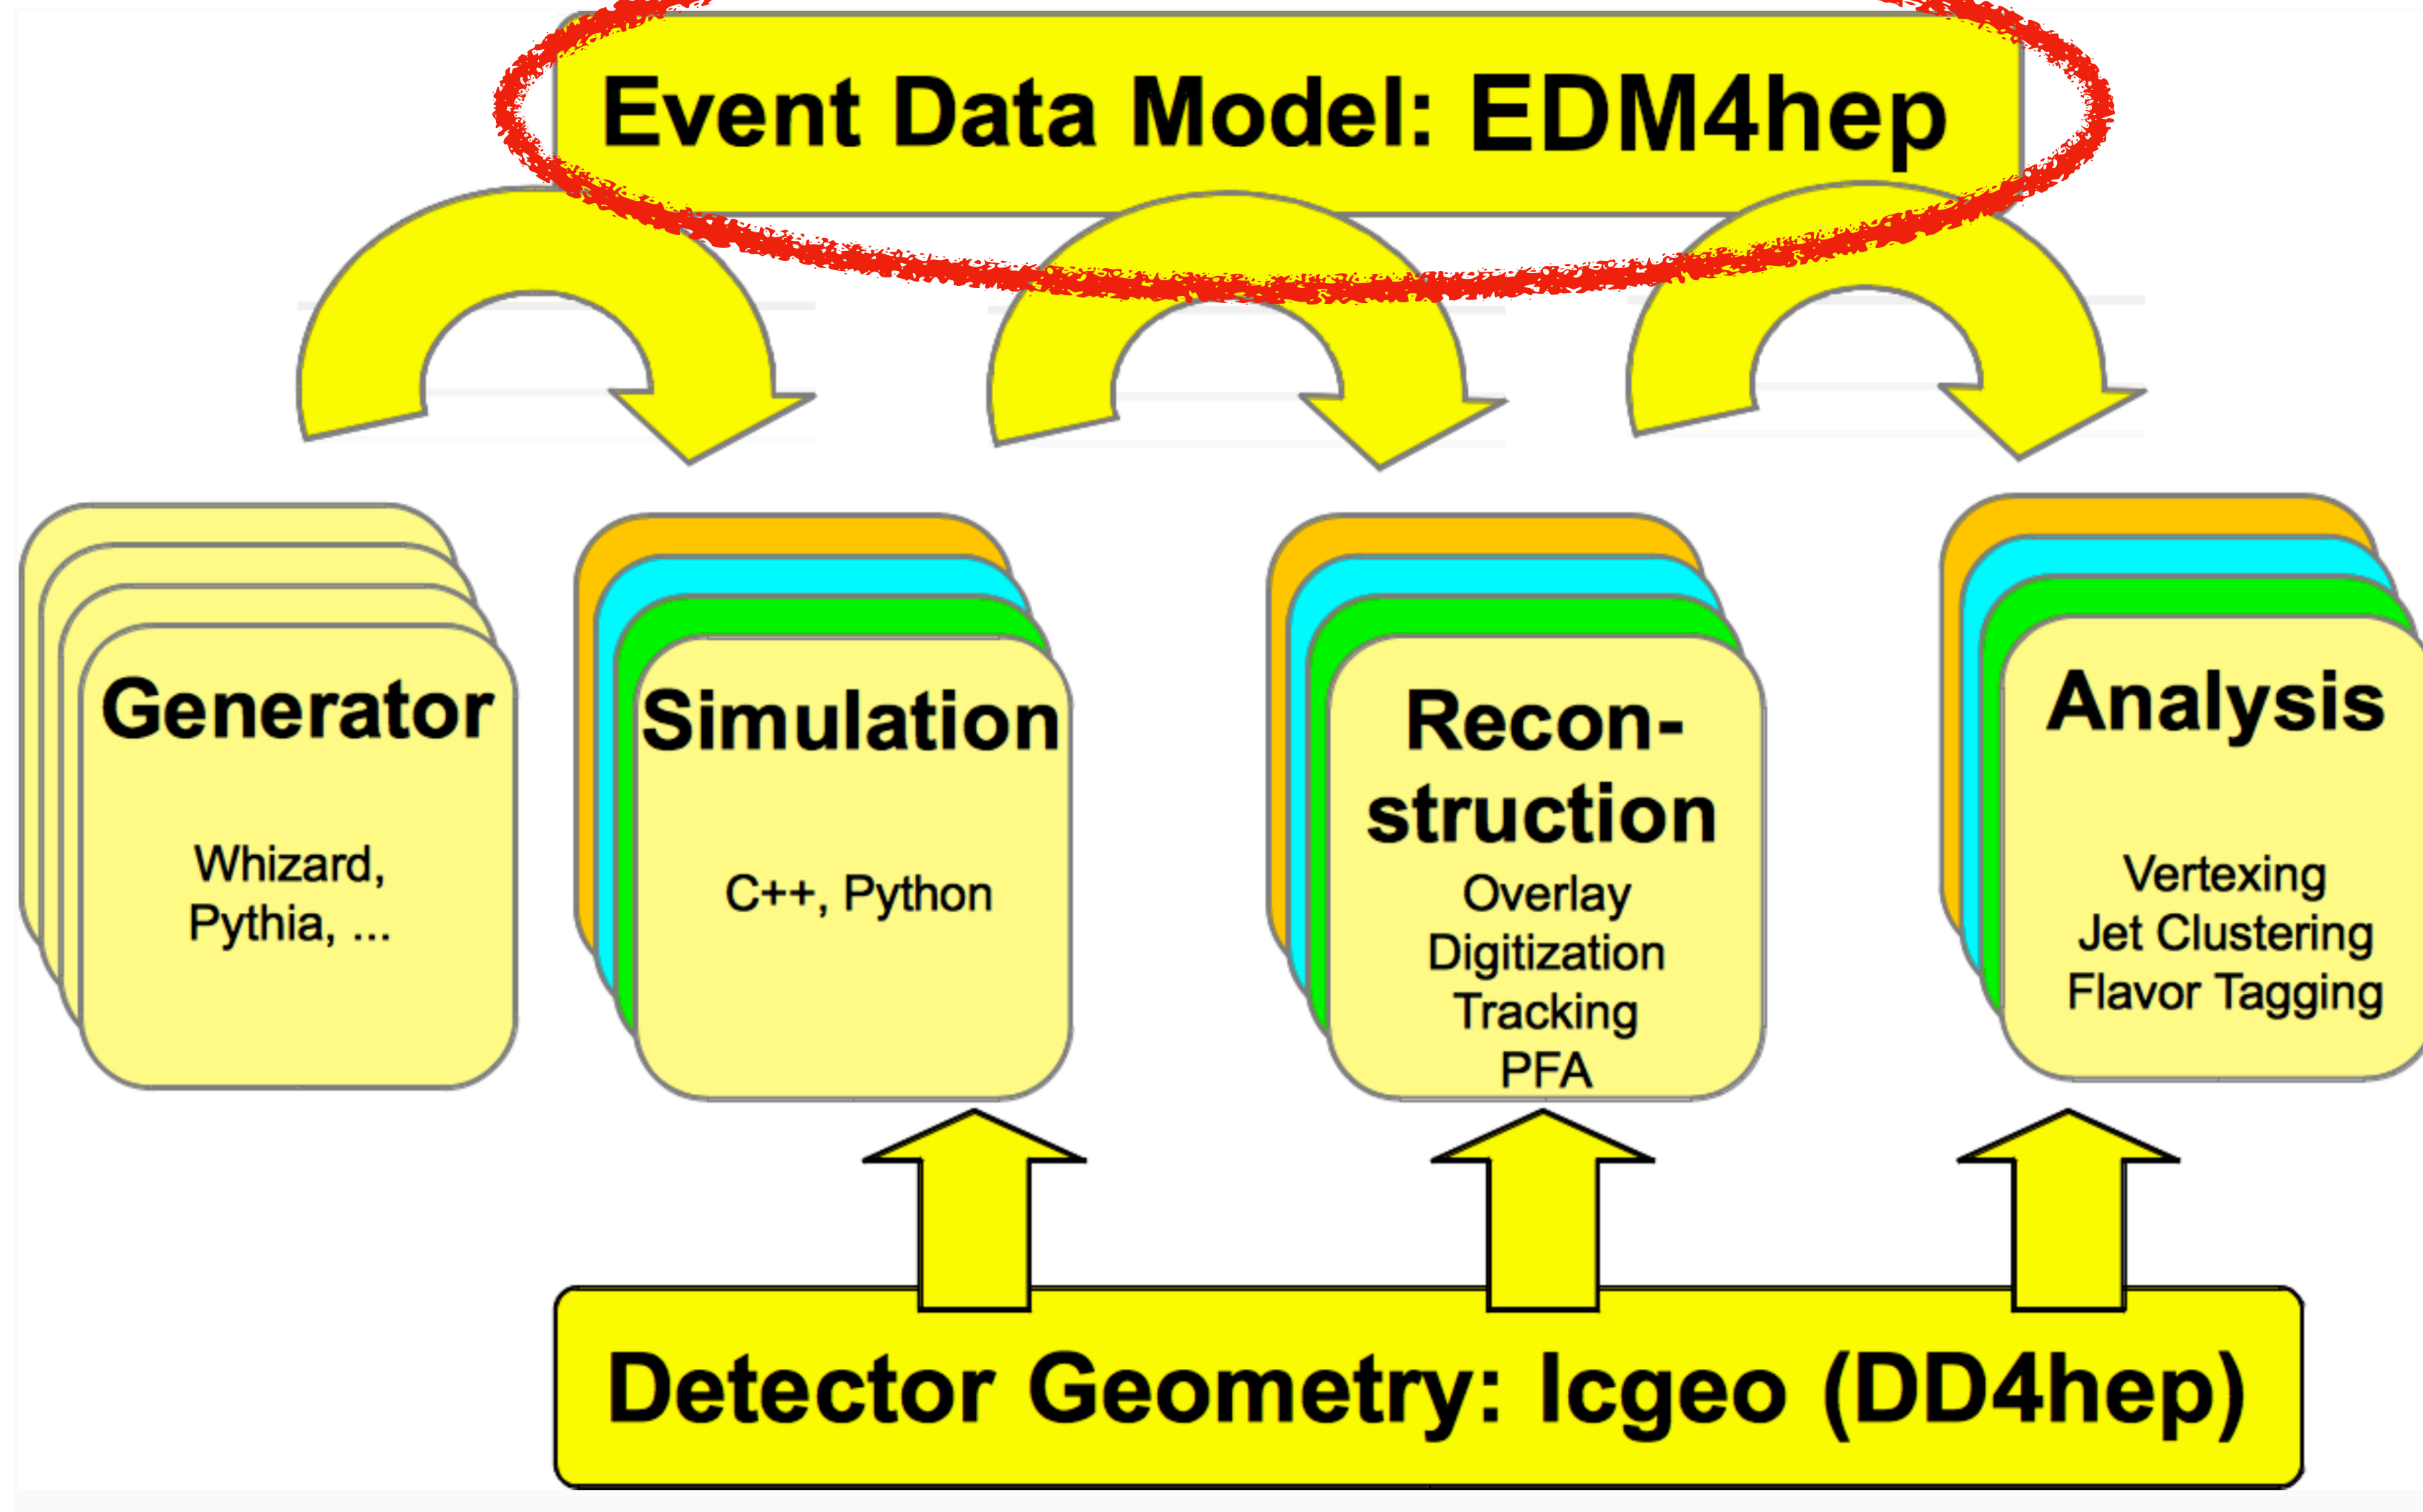 Event Data Model: EDM4hep
Generator
Whizard,
Pythia, ...
Simulation
C++, Python
Recon-
struction
Overlay
Digitization
Tracking
PFA
Analysis
Vertexing
Jet Clustering
Flavor Tagging
Detector Geometry: lcgeo (DD4hep)